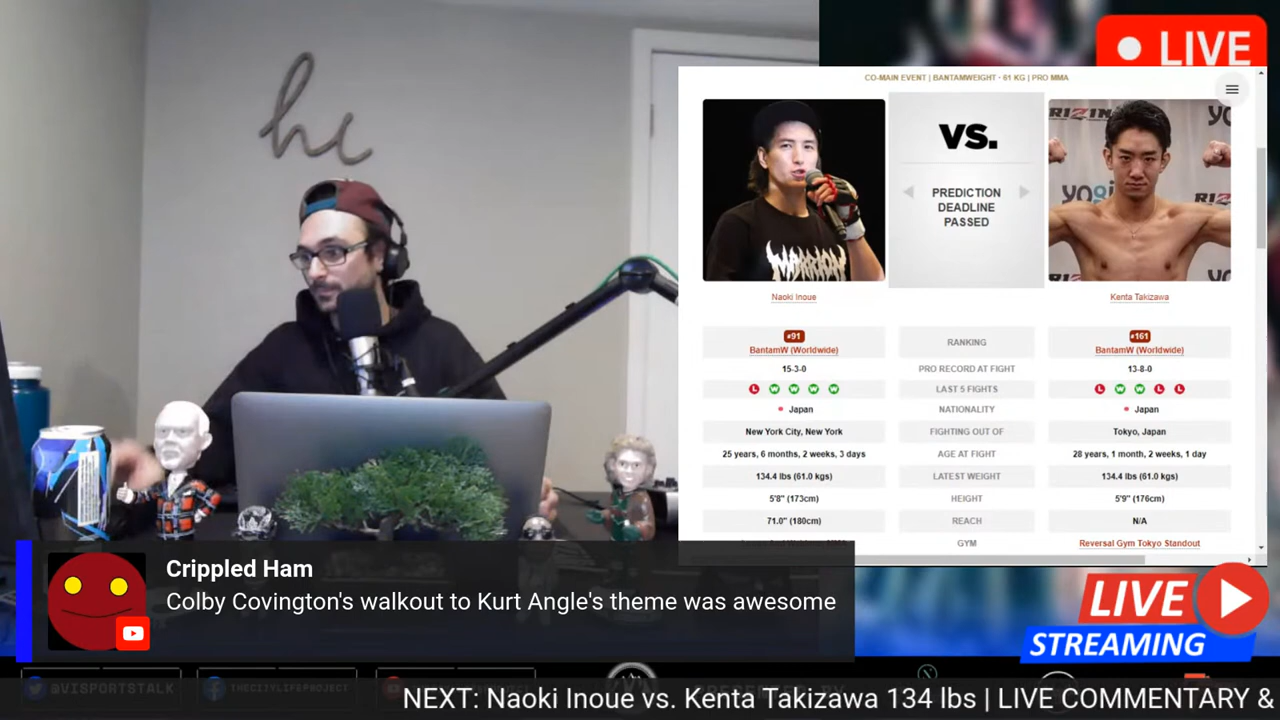 hi
LIVE
CO-MAIN EVENT | BANTAMWEIGHT · 61 KG | PRO MMA
RIZIN
yogi
VS.
PREDICTION
DEADLINE
PASSED
Naoki Inoue
Kenta Takizawa
#91
BantamW (Worldwide)
RANKING
#161
BantamW (Worldwide)
15-3-0
PRO RECORD AT FIGHT
13-8-0
L W W W W
LAST 5 FIGHTS
L W W L L
Japan
NATIONALITY
Japan
New York City, New York
FIGHTING OUT OF
Tokyo, Japan
25 years, 6 months, 2 weeks, 3 days
AGE AT FIGHT
28 years, 1 month, 2 weeks, 1 day
134.4 lbs (61.0 kgs)
LATEST WEIGHT
134.4 lbs (61.0 kgs)
5'8" (173cm)
HEIGHT
5'9" (176cm)
71.0" (180cm)
REACH
N/A
GYM
Reversal Gym Tokyo Standout
Crippled Ham
Colby Covington's walkout to Kurt Angle's theme was awesome
LIVE
STREAMING
@VISPORTSTALK
THECITYLIFEPROJECT
NEXT: Naoki Inoue vs. Kenta Takizawa 134 lbs | LIVE COMMENTARY &